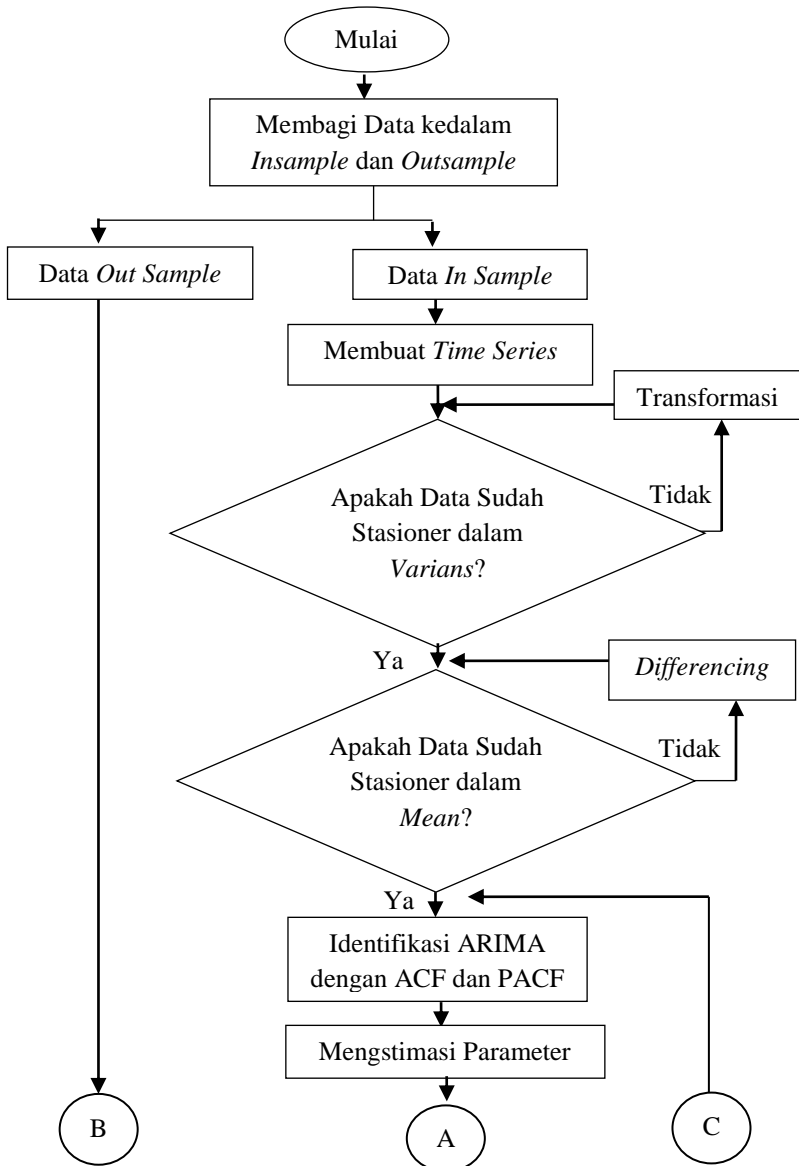 Mulai
Membagi Data kedalam
Insample dan Outsample
Data Out Sample
Data In Sample
Membuat Time Series
Transformasi
Tidak
Apakah Data Sudah
Stasioner dalam
Varians?
Ya
Differencing
Tidak
Apakah Data Sudah
Stasioner dalam
Mean?
Ya
Identifikasi ARIMA
dengan ACF dan PACF
Mengstimasi Parameter
B
A
C